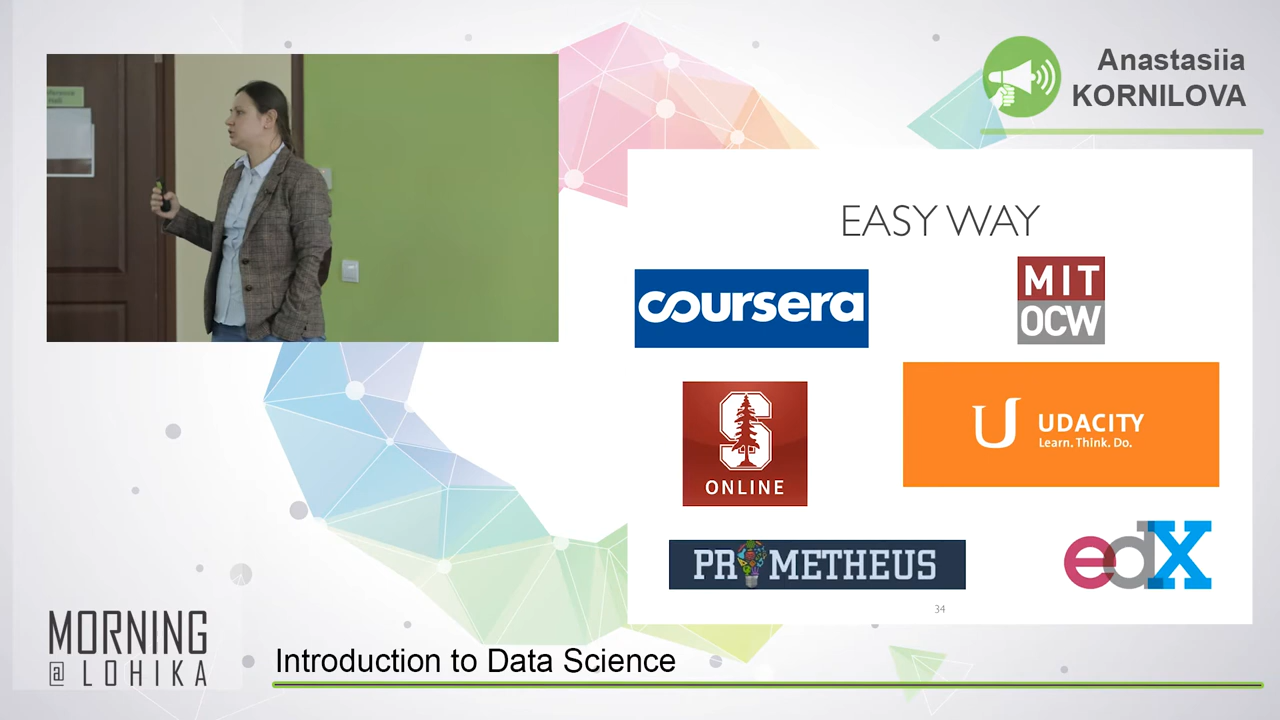 Anastasiia
KORNILOVA
EASY WAY
coursera
MIT
OCW
S
ONLINE
U UDACITY
Learn. Think. Do.
PROMETHEUS
edX
34
MORNING
@ LOHIKA
Introduction to Data Science